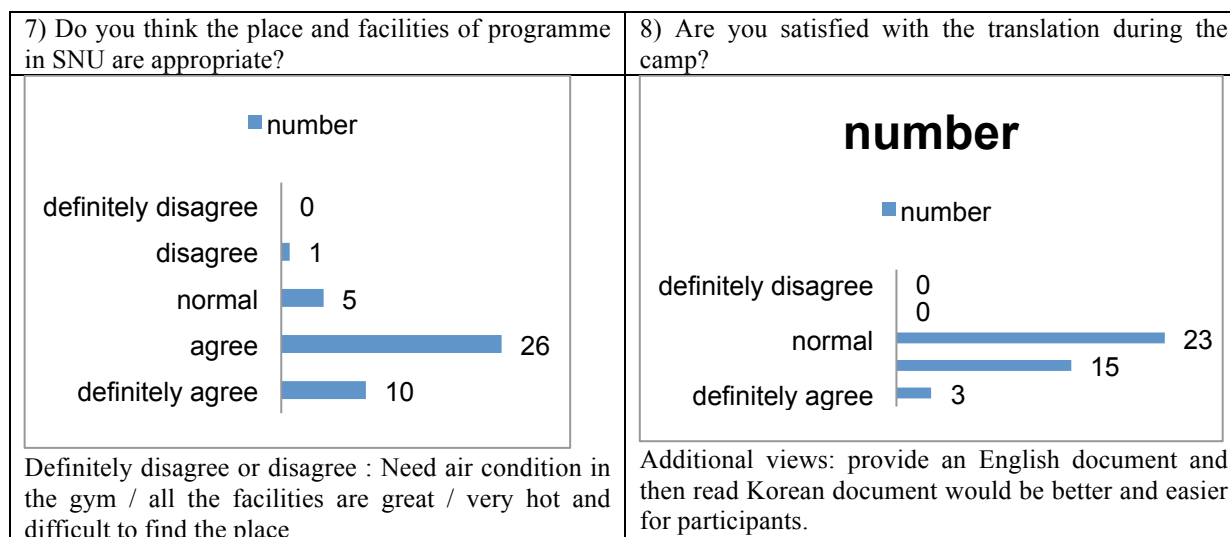 7) Do you think the place and facilities of programme
in SNU are appropriate?
number
definitely disagree 0
disagree 1
normal 5
agree 26
definitely agree 10
Definitely disagree or disagree : Need air condition in
the gym / all the facilities are great / very hot and
difficult to find the place
8) Are you satisfied with the translation during the
camp?
number
number
definitely disagree 0
0
normal 23
15
definitely agree 3
Additional views: provide an English document and
then read Korean document would be better and easier
for participants.